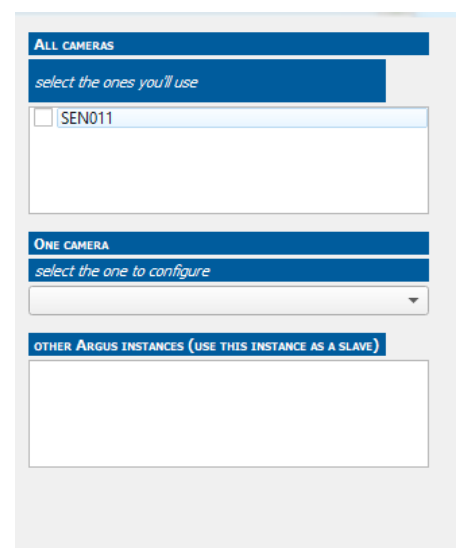 All cameras
select the ones you'll use
SEN011
One camera
select the one to configure
other Argus instances (use this instance as a slave)